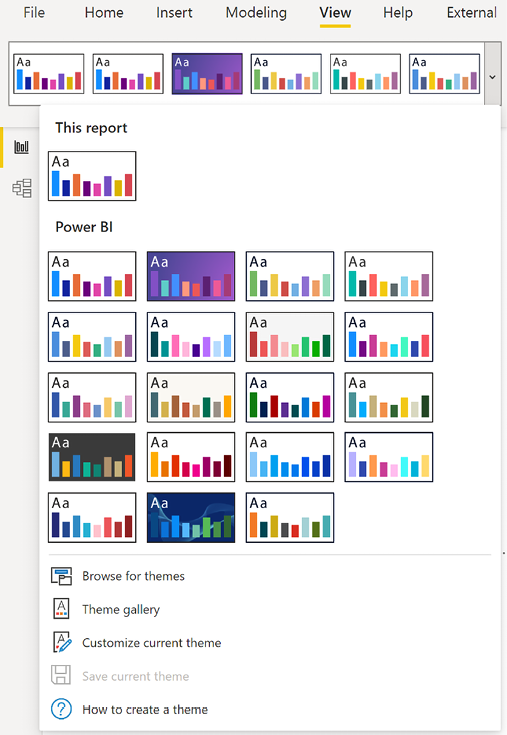 File Home Insert Modeling View Help External
Aa Aa Aa Aa Aa Aa
This report
Aa
Power BI
Aa Aa Aa Aa
Aa Aa Aa Aa
Aa Aa Aa Aa
Aa Aa Aa Aa
Aa Aa Aa
Browse for themes
Theme gallery
Customize current theme
Save current theme
How to create a theme